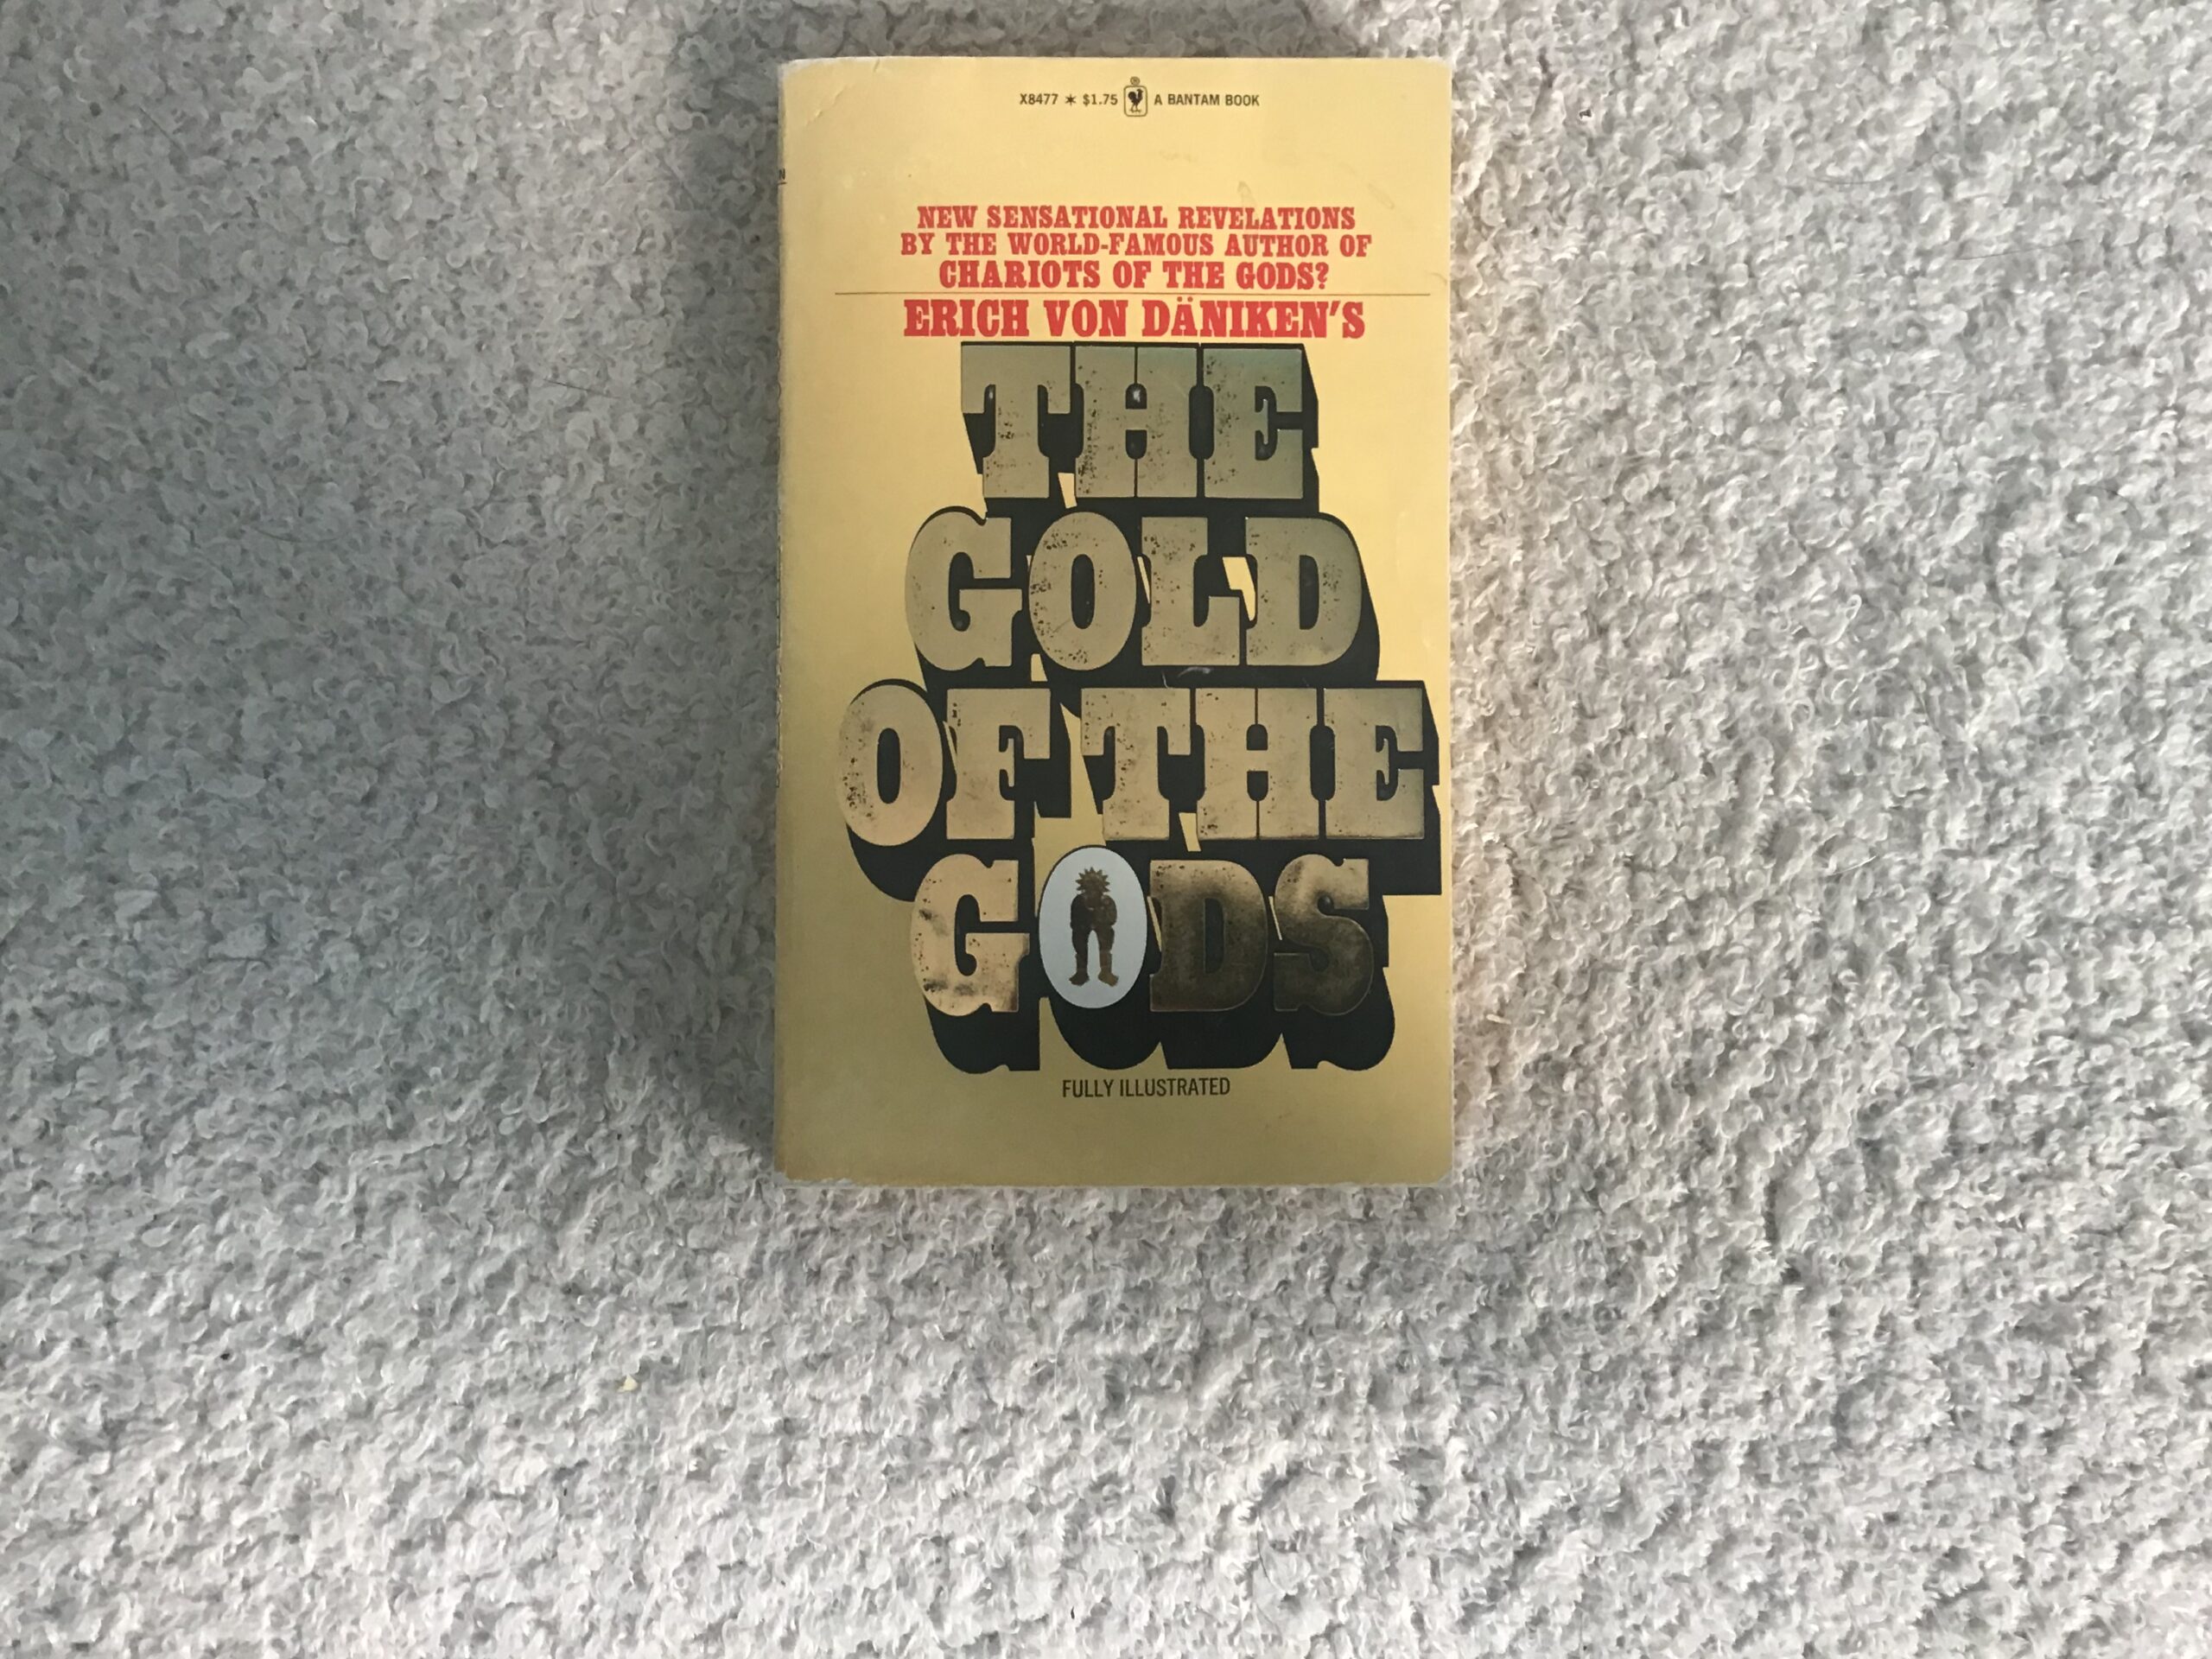 X8477 * $1.75 ® A BANTAM BOOK
NEW SENSATIONAL REVELATIONS
BY THE WORLD-FAMOUS AUTHOR OF
CHARIOTS OF THE GODS?
ERICH VON DÄNIKEN'S
THE
GOLD
OF THE
GODS
FULLY ILLUSTRATED